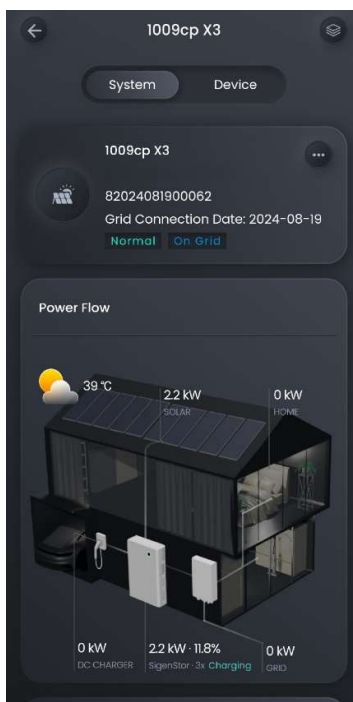 1009cp X3
System Device
1009cp X3
82024081900062
Grid Connection Date: 2024-08-19
Normal On Grid
Power Flow
39 ℃
2.2 kW
SOLAR
0 kW
HOME
0 kW
DC CHARGER
2.2 kW · 11.8%
SigenStor · 3x Charging
0 kW
GRID